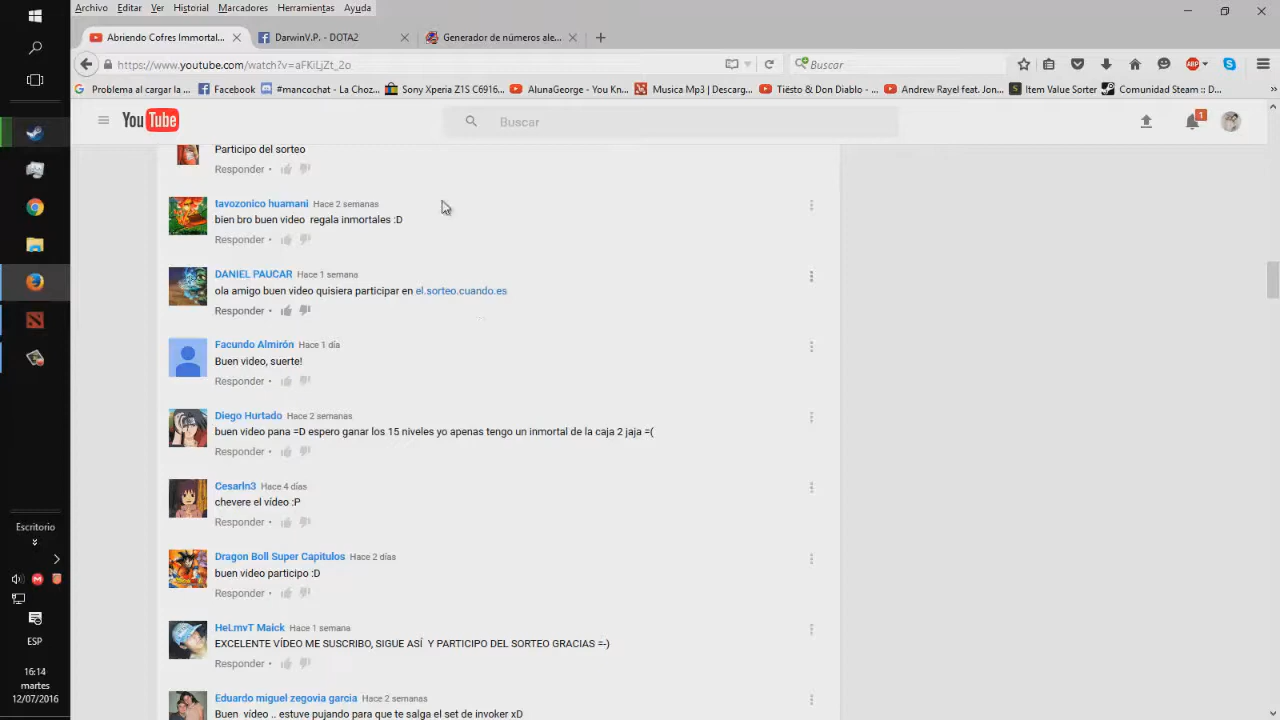 Archivo Editar Ver Historial Marcadores Herramientas Ayuda
Abriendo Cofres Immortal...
DarwinV.P. - DOTA2
Generador de números ale...
https://www.youtube.com/watch?v=aFKiLjZt_2o
Buscar
ABP
Problema al cargar la ...
Facebook
#mancochat - La Choz...
Sony Xperia Z1S C6916...
AlunaGeorge - You Kn...
Musica Mp3 | Descarg...
Tiësto & Don Diablo - ...
Andrew Rayel feat. Jon...
Item Value Sorter
Comunidad Steam :: D...
YouTube
Buscar
1
Participo del sorteo
Responder •
tavozonico huamani Hace 2 semanas
bien bro buen video regala inmortales :D
Responder •
DANIEL PAUCAR Hace 1 semana
ola amigo buen video quisiera participar en el.sorteo.cuando.es
Responder •
Facundo Almirón Hace 1 día
Buen video, suerte!
Responder •
Diego Hurtado Hace 2 semanas
buen video pana =D espero ganar los 15 niveles yo apenas tengo un inmortal de la caja 2 jaja =(
Responder •
CesarIn3 Hace 4 días
chevere el vídeo :P
Responder •
Dragon Boll Super Capitulos Hace 2 días
buen video participo :D
Responder •
HeLmvT Maick Hace 1 semana
EXCELENTE VÍDEO ME SUSCRIBO, SIGUE ASÍ Y PARTICIPO DEL SORTEO GRACIAS =-)
Responder •
Eduardo miguel zegovia garcia Hace 2 semanas
Buen vídeo .. estuve pujando para que te salga el set de invoker xD
Escritorio
ESP
16:14
martes
12/07/2016